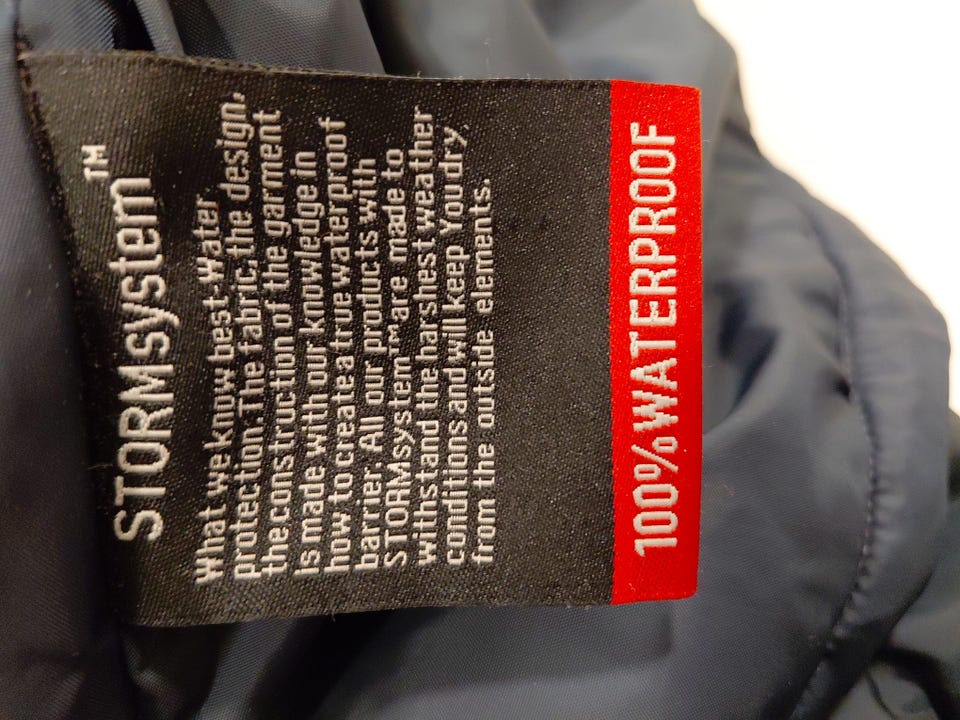 STORMsystem™
What we know best-water
protection. The fabric, the design,
the construction of the garment
is made with our knowledge in
how to create a true waterproof
barrier. All our products with
STORMsystem™ are made to
withstand the harshest weather
conditions and will keep You dry
from the outside elements.
100% WATERPROOF